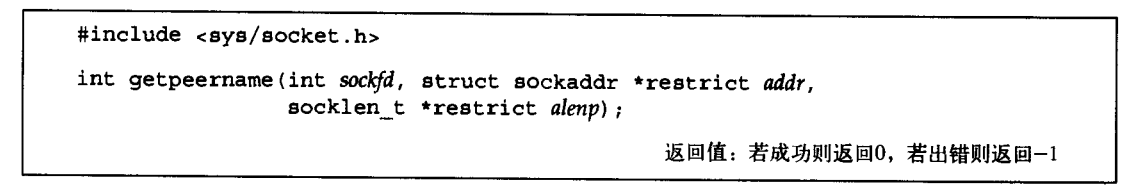 #include <sys/socket.h>
int getpeername(int sockfd, struct sockaddr *restrict addr,
socklen_t *restrict alenp);
返回值：若成功则返回0，若出错则返回-1